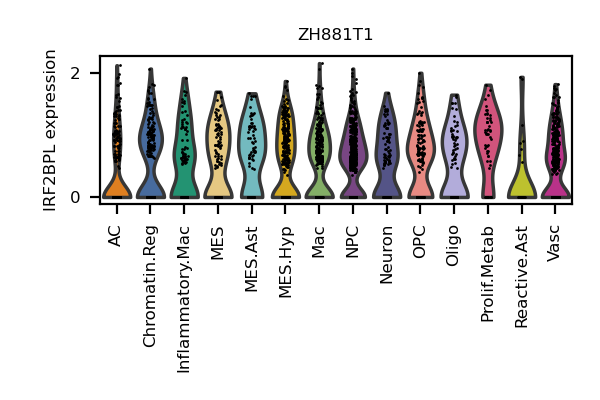 ZH881T1
IRF2BPL expression
2
0
AC
Chromatin.Reg
Inflammatory.Mac
MES
MES.Ast
MES.Hyp
Mac
NPC
Neuron
OPC
Oligo
Prolif.Metab
Reactive.Ast
Vasc